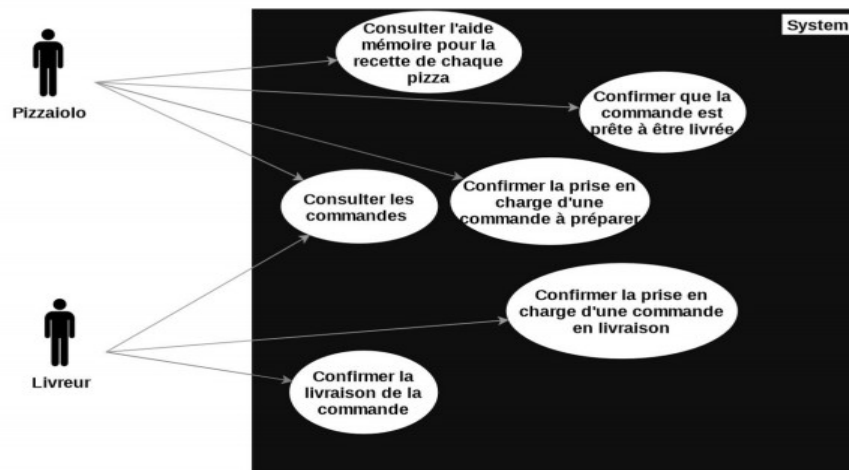 System
Consulter l'aide
mémoire pour la
recette de chaque
pizza
Pizzaiolo
Confirmer que la
commande est
prête à être livrée
Consulter les
commandes
Confirmer la prise en
charge d'une
commande à préparer
Confirmer la prise en
charge d'une commande
en livraison
Livreur
Confirmer la
livraison de la
commande